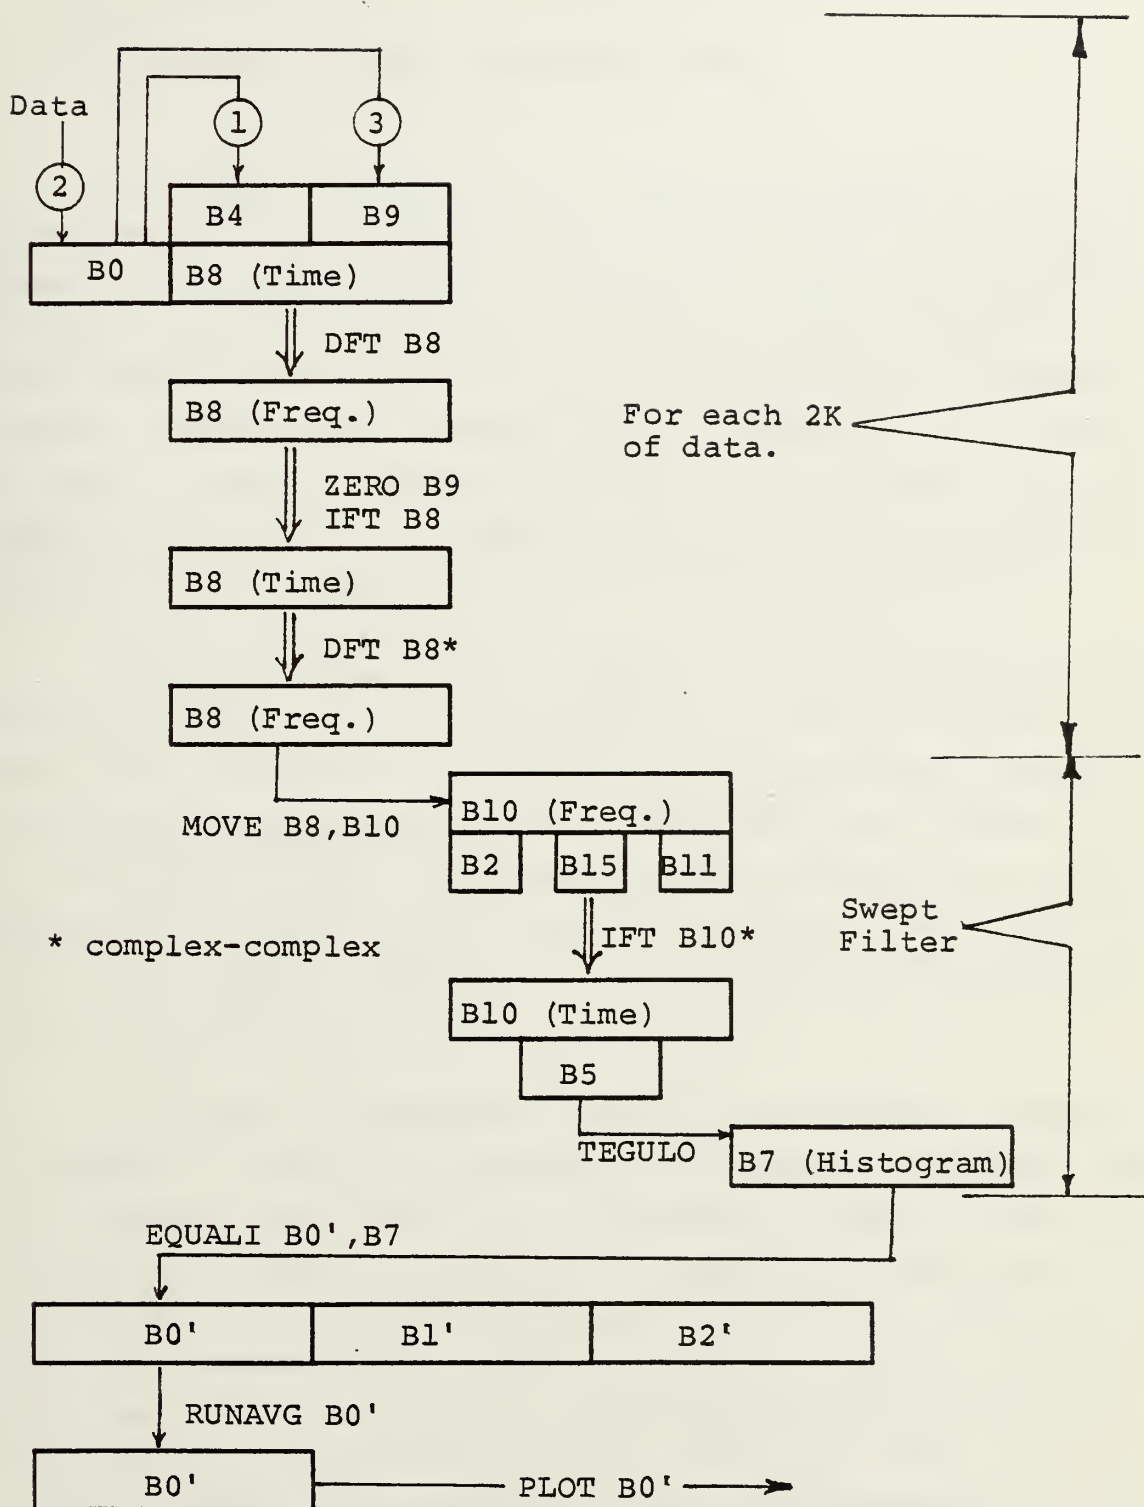 Data
1
3
2
B4
B9
B0
B8 (Time)
DFT B8
B8 (Freq.)
For each 2K
of data.
ZERO B9
IFT B8
B8 (Time)
DFT B8*
B8 (Freq.)
MOVE B8,B10
B10 (Freq.)
B2
B15
B11
* complex-complex
IFT B10*
Swept
Filter
B10 (Time)
B5
TEGULO
B7 (Histogram)
EQUALI B0',B7
B0'
B1'
B2'
RUNAVG B0'
B0'
PLOT B0'